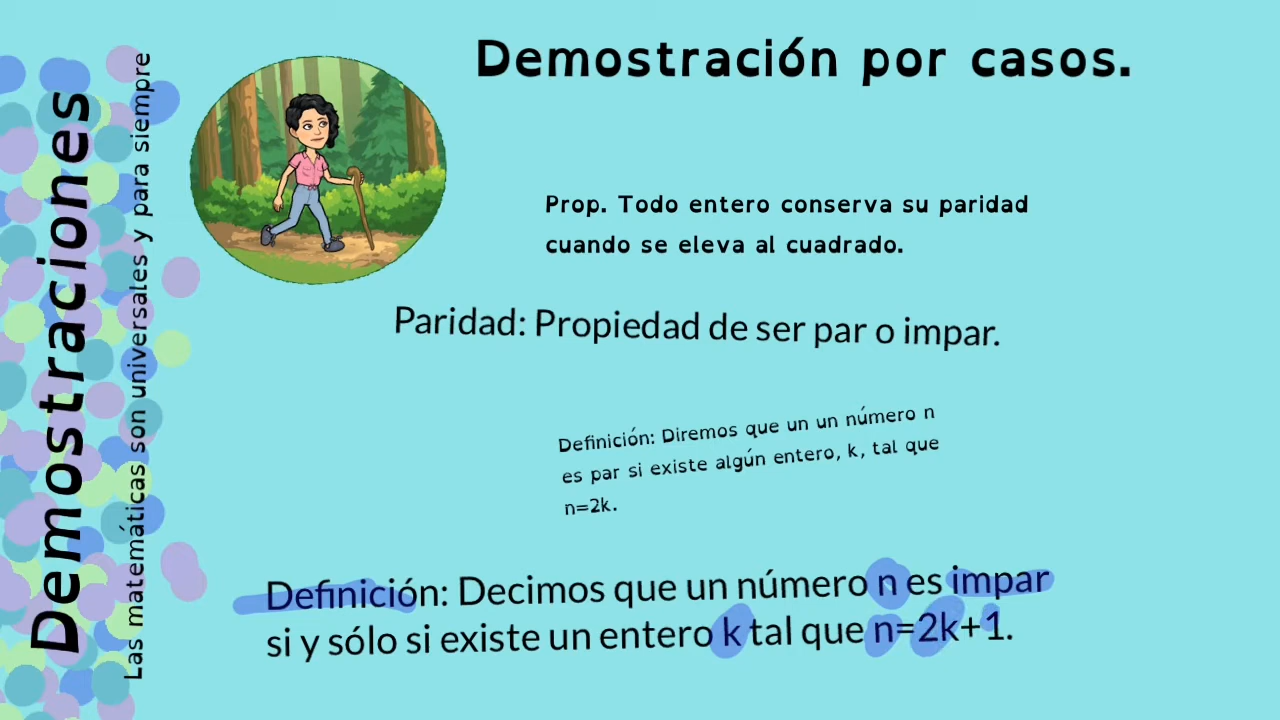 Demostraciones
Las matemáticas son universales y para siempre
Demostración por casos.
Prop. Todo entero conserva su paridad
cuando se eleva al cuadrado.
Paridad: Propiedad de ser par o impar.
Definición: Diremos que un un número n
es par si existe algún entero, k, tal que
n=2k.
Definición: Decimos que un número n es impar
si y sólo si existe un entero k tal que n=2k+1.